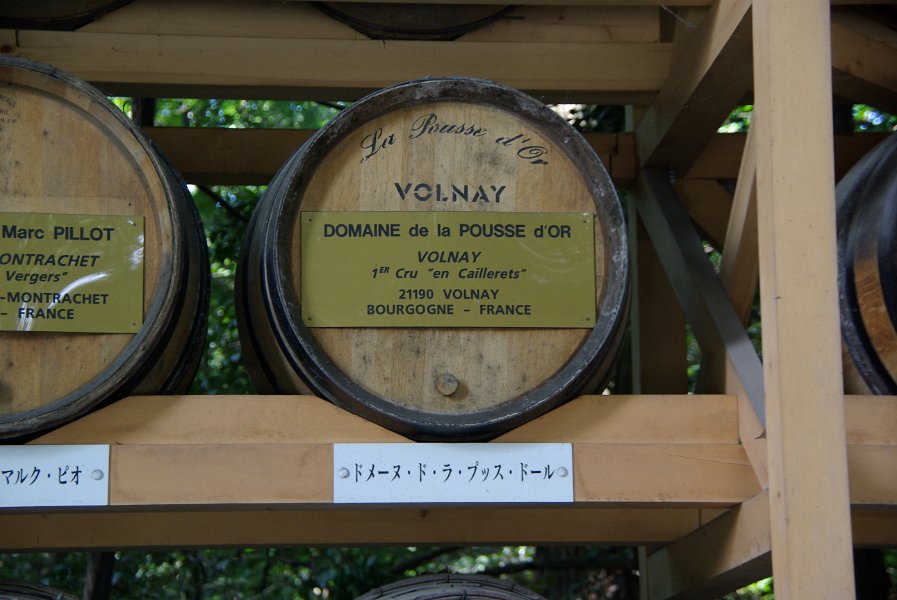 Marc PILLOT
ONTRACHET
Vergers"
-MONTRACHET
- FRANCE
マルク・ピオ
La Pousse d'Or
VOLNAY
DOMAINE de la POUSSE d'OR
VOLNAY
1ER Cru "en Caillerets"
21190 VOLNAY
BOURGOGNE - FRANCE
ドメーヌ・ド・ラ・プッス・ドール